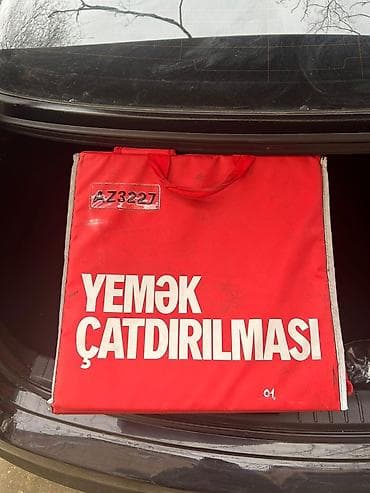 AZ3227
YEMƏK
ÇATDIRILMASI
01